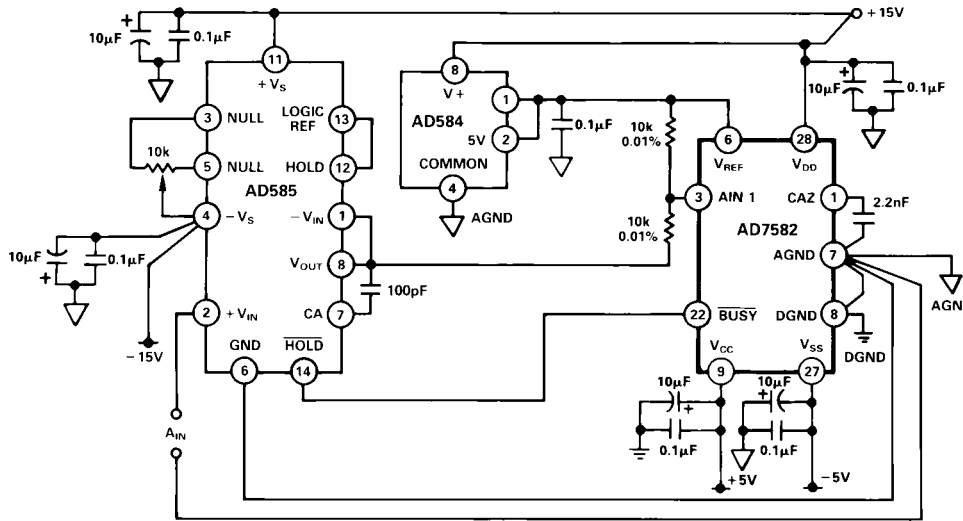 +15V
10μF
+
0.1μF
11
+VS
8
V+
+
10μF
0.1μF
3
NULL
LOGIC
REF
13
AD584
1
5V
2
0.1μF
10k
0.01%
6
VREF
28
VDD
10k
5
NULL
HOLD
12
COMMON
AD585
4
AGND
3
AIN 1
CAZ
1
2.2nF
4
−VS
−VIN
1
10k
0.01%
AD7582
10μF
+
0.1μF
VOUT
8
AGND
7
100pF
AGN
2
+VIN
CA
7
22
BUSY
DGND
8
−15V
GND
HOLD
VCC
VSS
DGND
6
14
9
27
10μF
+
10μF
+
AIN
0.1μF
0.1μF
+5V
−5V